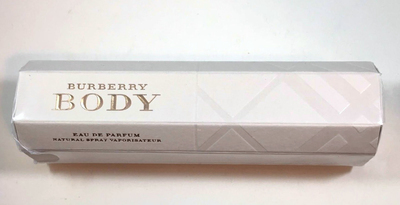 BURBERRY
BODY
EAU DE PARFUM
NATURAL SPRAY VAPORISATEUR